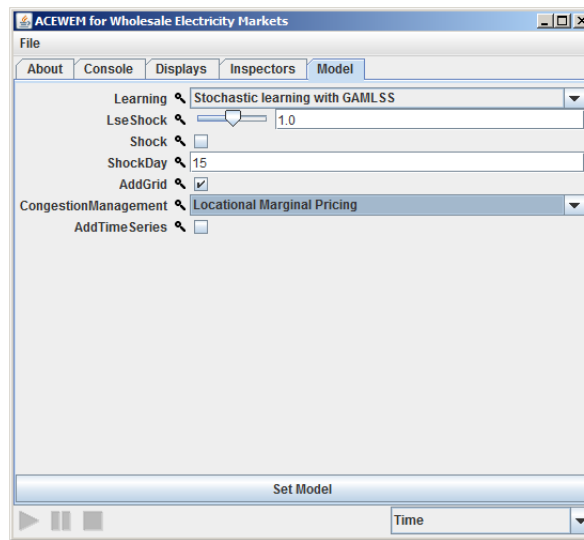 ACEWEM for Wholesale Electricity Markets
File
About Console Displays Inspectors Model
Learning Stochastic learning with GAMLSS
LseShock 1.0
Shock
ShockDay 15
AddGrid
CongestionManagement Locational Marginal Pricing
AddTimeSeries
Set Model
Time